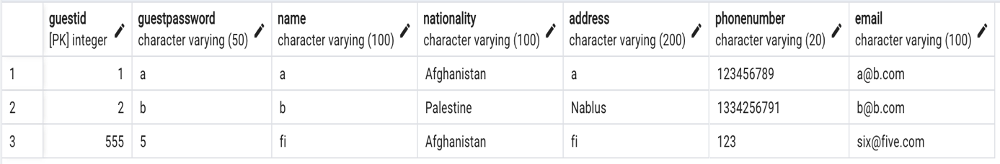 guestid guestpassword name nationality address phonenumber email
[PK] integer character varying (50) character varying (100) character varying (100) character varying (200) character varying (20) character varying (100)
1 1 a a Afghanistan a 123456789 a@b.com
2 2 b b Palestine Nablus 1334256791 b@b.com
3 555 5 fi Afghanistan fi 123 six@five.com